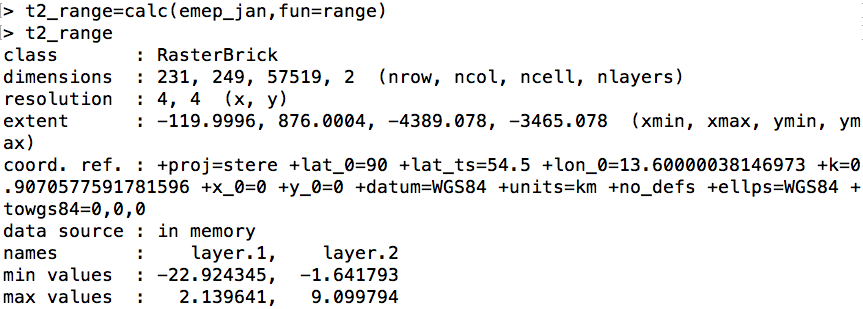 > t2_range=calc(emep_jan,fun=range)
> t2_range
class       : RasterBrick
dimensions  : 231, 249, 57519, 2  (nrow, ncol, ncell, nlayers)
resolution  : 4, 4  (x, y)
extent      : -119.9996, 876.0004, -4389.078, -3465.078  (xmin, xmax, ymin, ym
ax)
coord. ref. : +proj=stere +lat_0=90 +lat_ts=54.5 +lon_0=13.60000038146973 +k=0
.9070577591781596 +x_0=0 +y_0=0 +datum=WGS84 +units=km +no_defs +ellps=WGS84 +
towgs84=0,0,0
data source : in memory
names       :    layer.1,    layer.2
min values  : -22.924345,  -1.641793
max values  :   2.139641,   9.099794